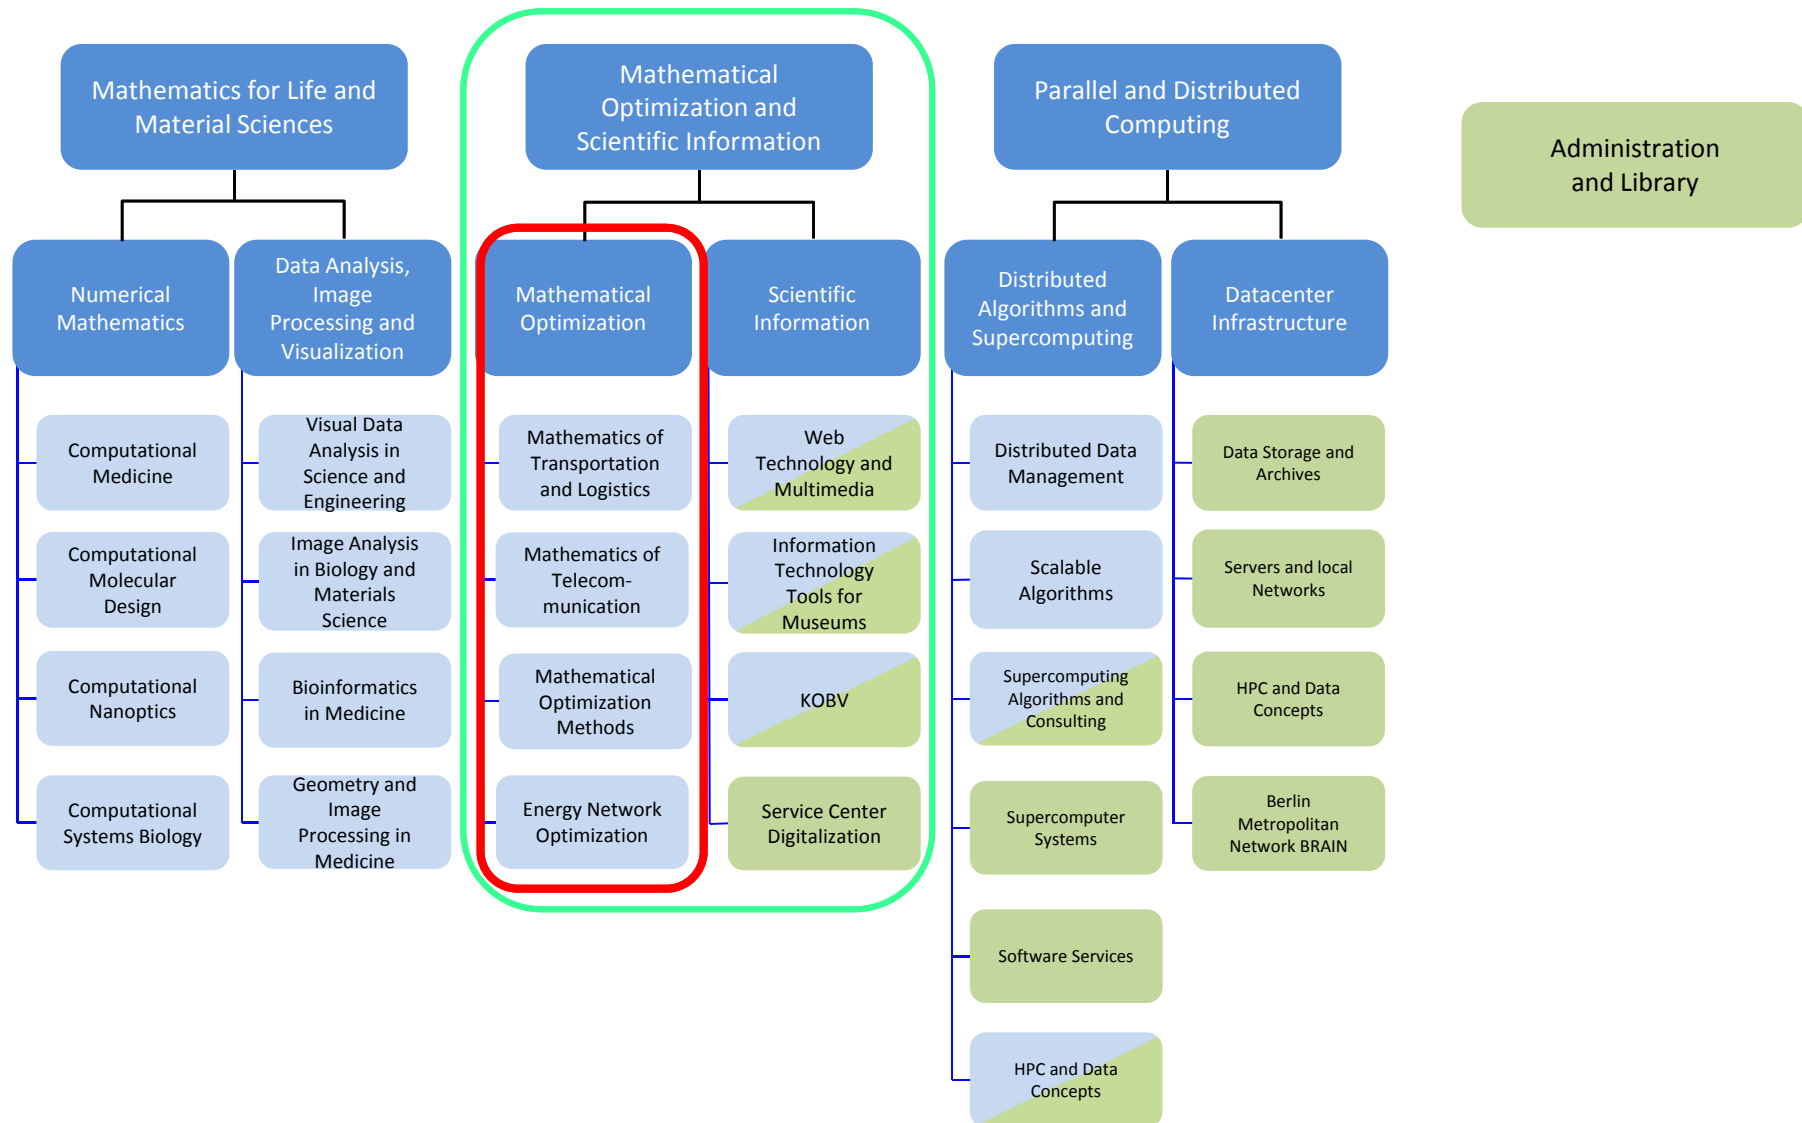 Mathematics for Life and
Material Sciences
Mathematical
Optimization and
Scientific Information
Parallel and Distributed
Computing
Administration
and Library
Numerical
Mathematics
Data Analysis,
Image
Processing and
Visualization
Mathematical
Optimization
Scientific
Information
Distributed
Algorithms and
Supercomputing
Datacenter
Infrastructure
Computational
Medicine
Visual Data
Analysis in
Science and
Engineering
Mathematics of
Transportation
and Logistics
Web
Technology and
Multimedia
Distributed Data
Management
Data Storage and
Archives
Computational
Molecular
Design
Image Analysis
in Biology and
Materials
Science
Mathematics of
Telecom-
munication
Information
Technology
Tools for
Museums
Scalable
Algorithms
Servers and local
Networks
Computational
Nanoptics
Bioinformatics
in Medicine
Mathematical
Optimization
Methods
KOBV
Supercomputing
Algorithms and
Consulting
HPC and Data
Concepts
Computational
Systems Biology
Geometry and
Image
Processing in
Medicine
Energy Network
Optimization
Service Center
Digitalization
Supercomputer
Systems
Berlin
Metropolitan
Network BRAIN
Software Services
HPC and Data
Concepts